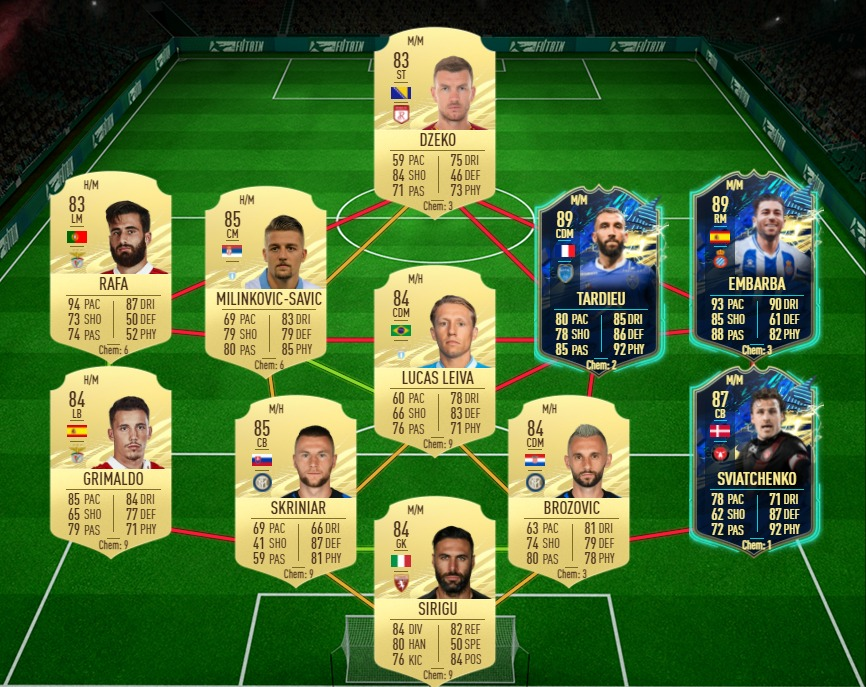 FUTBIN FUTBIN FUTBIN FUTBIN
M/M
83
ST
DZEKO
59 PAC 75 DRI
84 SHO 46 DEF
71 PAS 73 PHY
Chem: 3
H/M
83
LM
RAFA
94 PAC 87 DRI
73 SHO 50 DEF
74 PAS 52 PHY
Chem: 6
H/M
85
CM
MILINKOVIC-SAVIC
69 PAC 83 DRI
79 SHO 79 DEF
80 PAS 85 PHY
Chem: 6
M/H
84
CDM
LUCAS LEIVA
60 PAC 78 DRI
66 SHO 83 DEF
76 PAS 71 PHY
Chem: 9
M/M
89
CDM
TARDIEU
80 PAC 85 DRI
78 SHO 86 DEF
85 PAS 92 PHY
Chem: 2
M/M
89
RM
EMBARBA
93 PAC 90 DRI
85 SHO 61 DEF
88 PAS 82 PHY
Chem: 3
H/M
84
LB
GRIMALDO
85 PAC 84 DRI
65 SHO 77 DEF
79 PAS 71 PHY
Chem: 9
M/H
85
CB
SKRINIAR
69 PAC 66 DRI
41 SHO 87 DEF
59 PAS 81 PHY
Chem: 9
M/M
84
GK
SIRIGU
84 DIV 82 REF
80 HAN 50 SPE
76 KIC 84 POS
Chem: 9
H/M
84
CDM
BROZOVIC
63 PAC 81 DRI
74 SHO 79 DEF
80 PAS 78 PHY
Chem: 3
M/M
87
CB
SVIATCHENKO
78 PAC 71 DRI
62 SHO 87 DEF
72 PAS 92 PHY
Chem: 1